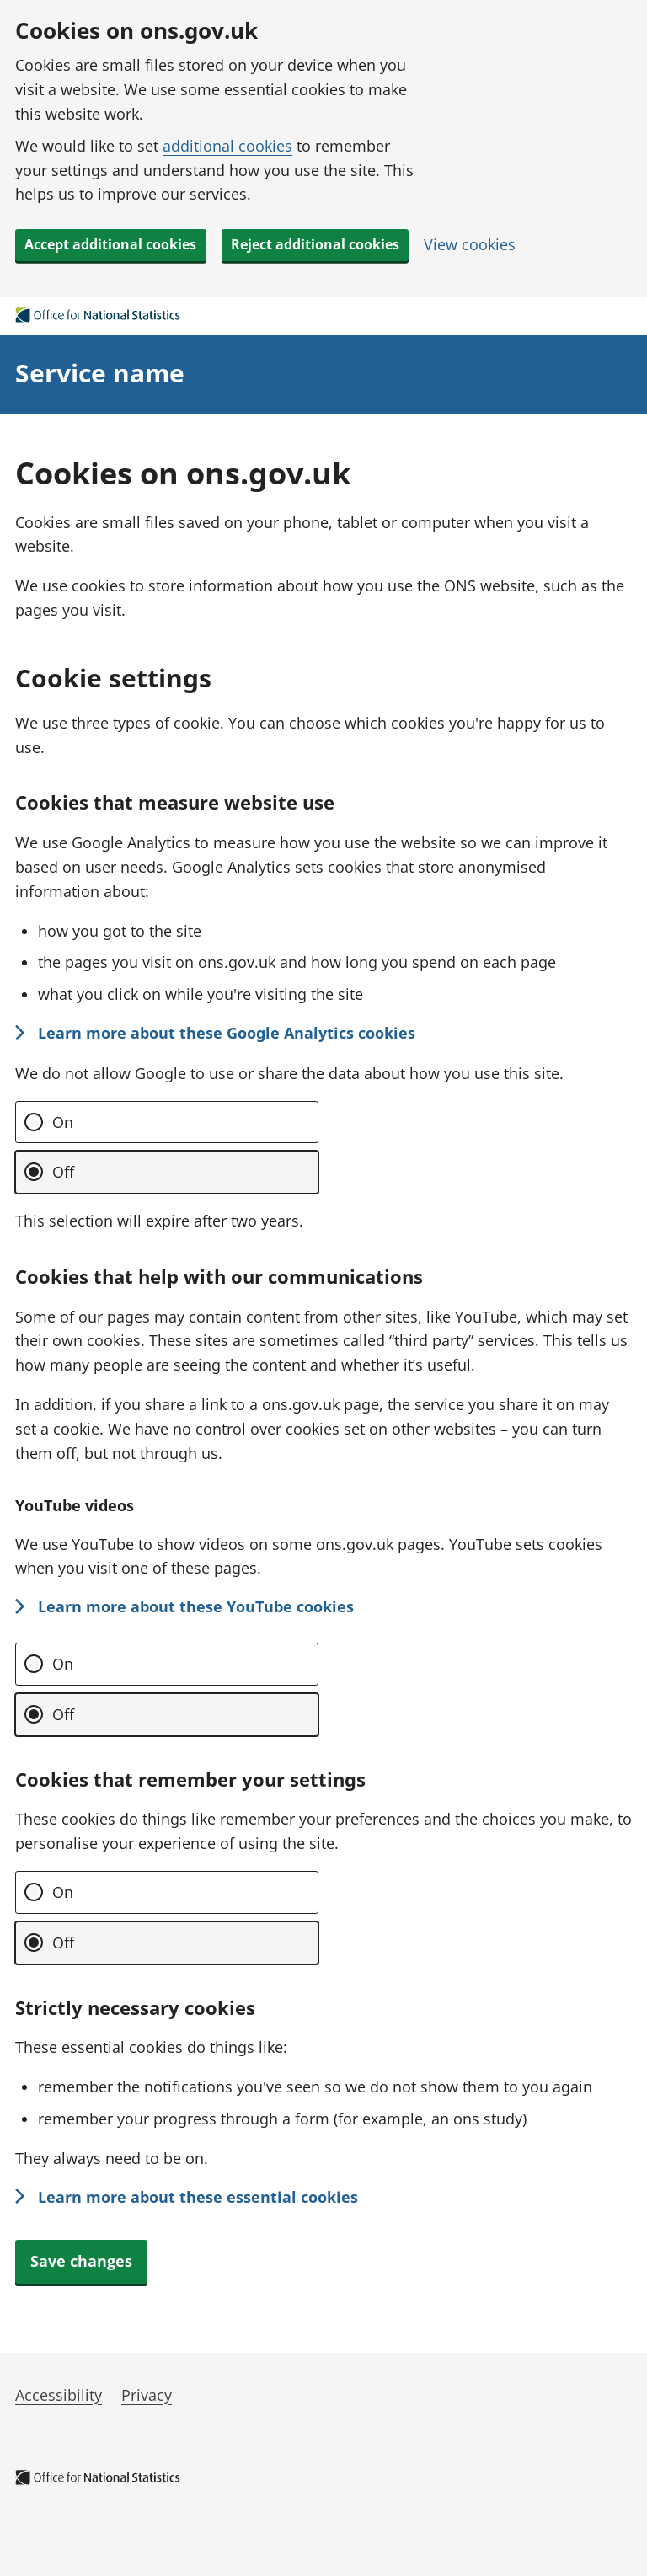 Cookies on ons.gov.uk
Cookies are small files stored on your device when you
visit a website. We use some essential cookies to make
this website work.
We would like to set additional cookies to remember
your settings and understand how you use the site. This
helps us to improve our services.
Accept additional cookies Reject additional cookies View cookies
Office for National Statistics
Service name
Cookies on ons.gov.uk
Cookies are small files saved on your phone, tablet or computer when you visit a
website.
We use cookies to store information about how you use the ONS website, such as the
pages you visit.
Cookie settings
We use three types of cookie. You can choose which cookies you're happy for us to
use.
Cookies that measure website use
We use Google Analytics to measure how you use the website so we can improve it
based on user needs. Google Analytics sets cookies that store anonymised
information about:
• how you got to the site
• the pages you visit on ons.gov.uk and how long you spend on each page
• what you click on while you're visiting the site
Learn more about these Google Analytics cookies
We do not allow Google to use or share the data about how you use this site.
On
Off
This selection will expire after two years.
Cookies that help with our communications
Some of our pages may contain content from other sites, like YouTube, which may set
their own cookies. These sites are sometimes called “third party” services. This tells us
how many people are seeing the content and whether it’s useful.
In addition, if you share a link to a ons.gov.uk page, the service you share it on may
set a cookie. We have no control over cookies set on other websites – you can turn
them off, but not through us.
YouTube videos
We use YouTube to show videos on some ons.gov.uk pages. YouTube sets cookies
when you visit one of these pages.
Learn more about these YouTube cookies
On
Off
Cookies that remember your settings
These cookies do things like remember your preferences and the choices you make, to
personalise your experience of using the site.
On
Off
Strictly necessary cookies
These essential cookies do things like:
• remember the notifications you've seen so we do not show them to you again
• remember your progress through a form (for example, an ons study)
They always need to be on.
Learn more about these essential cookies
Save changes
Accessibility Privacy
Office for National Statistics